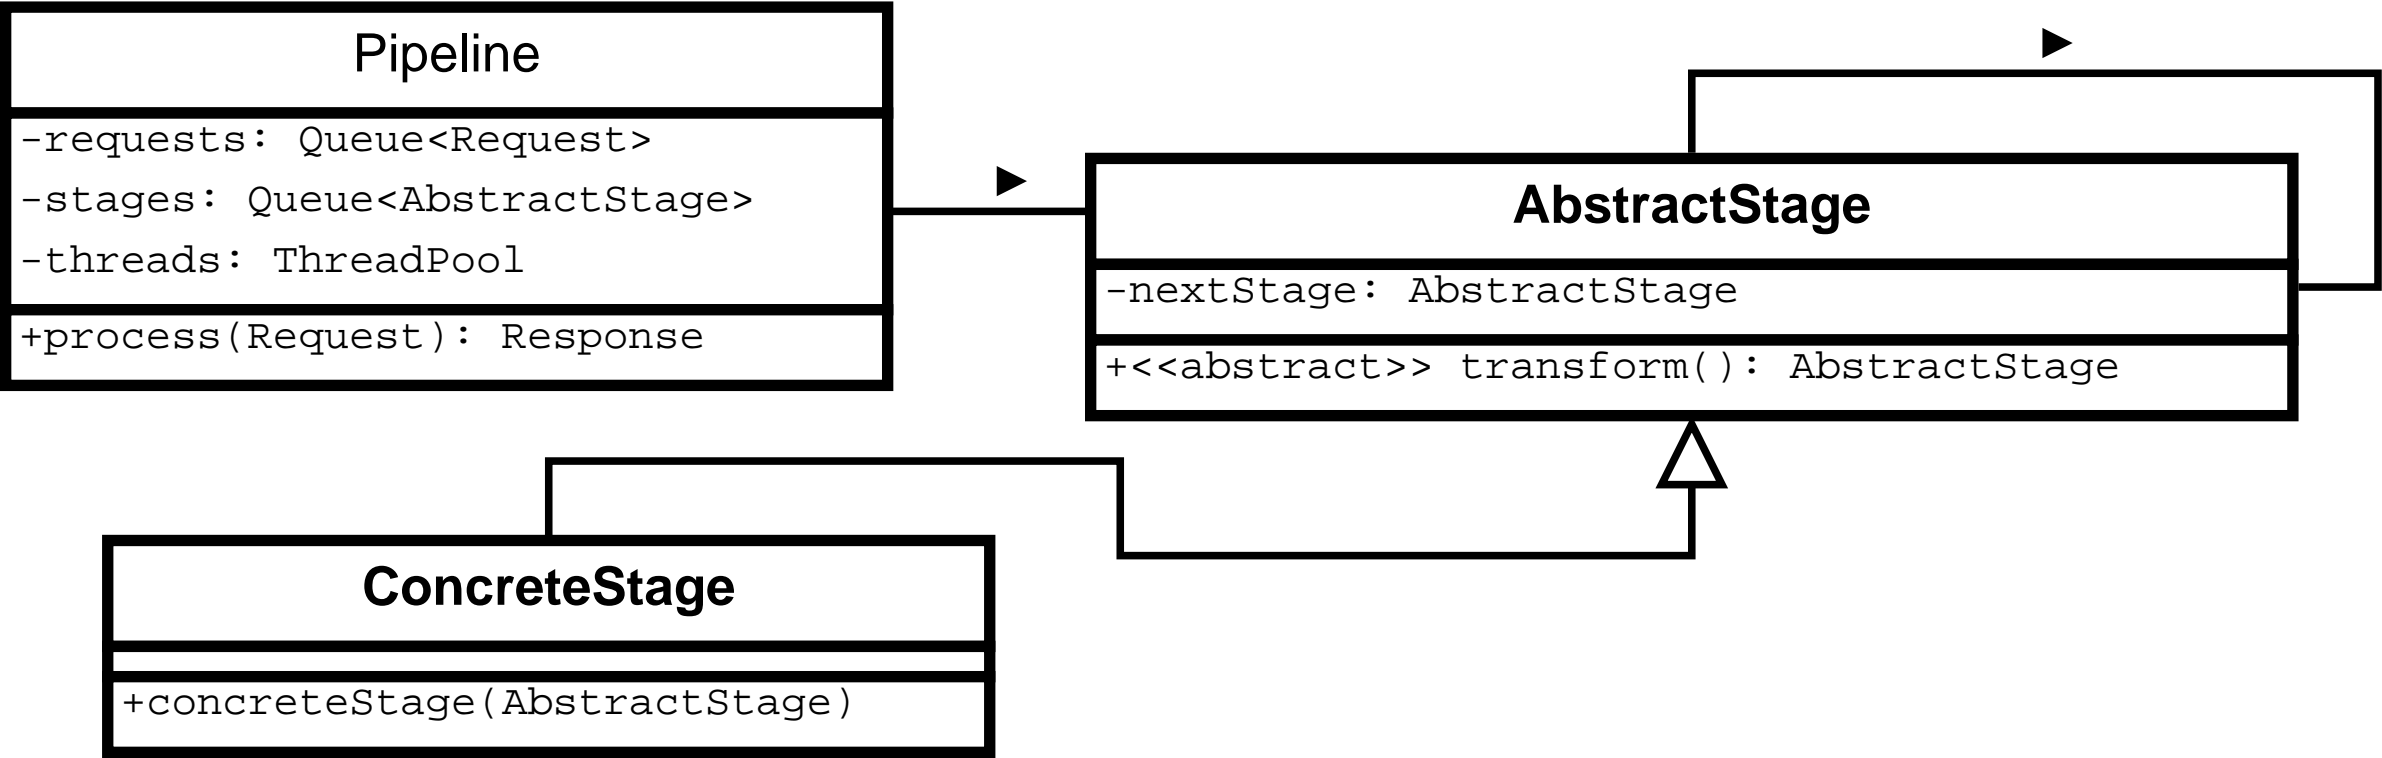 Pipeline
-requests: Queue<Request>
-stages: Queue<AbstractStage>
-threads: ThreadPool
+process(Request): Response
AbstractStage
-nextStage: AbstractStage
+<<abstract>> transform(): AbstractStage
ConcreteStage
+concreteStage(AbstractStage)